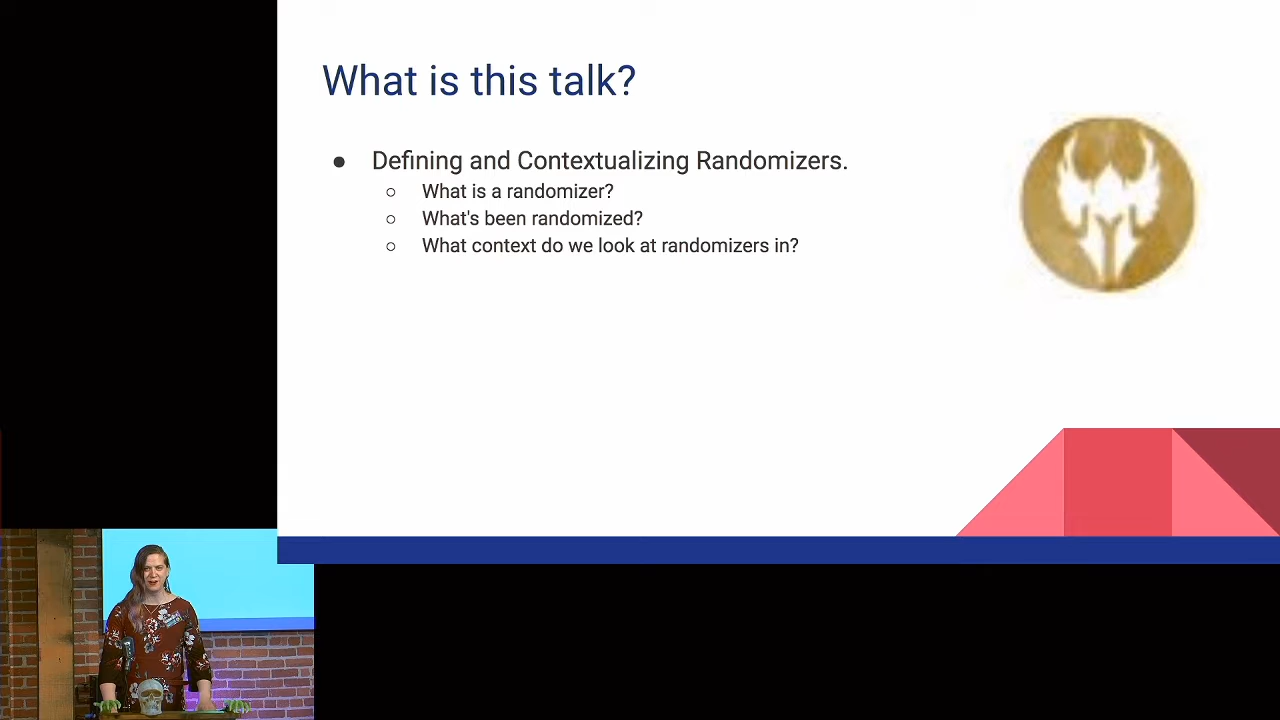 What is this talk?
● Defining and Contextualizing Randomizers.
○ What is a randomizer?
○ What's been randomized?
○ What context do we look at randomizers in?